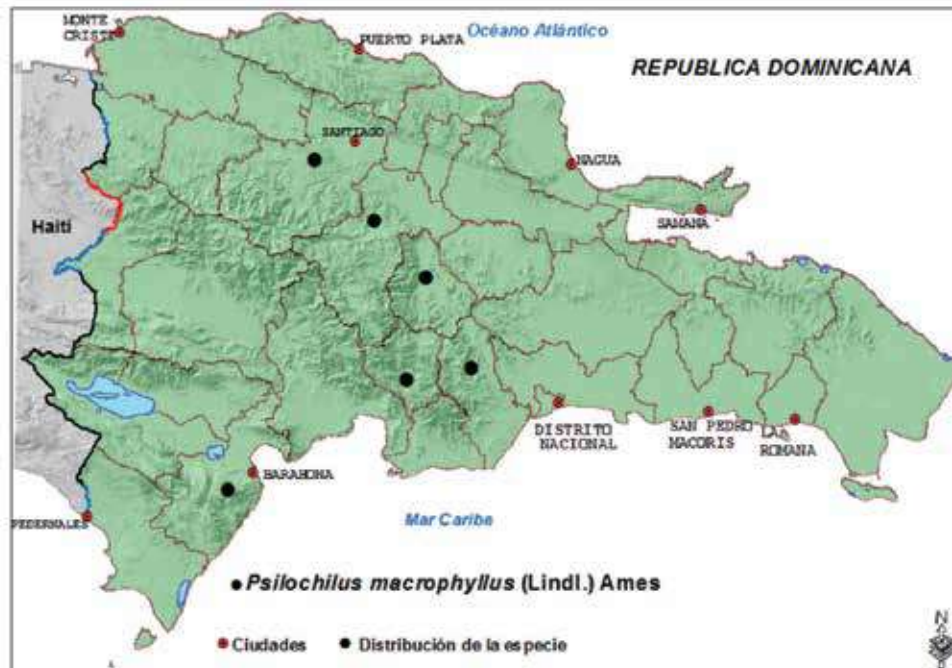 MONTE
CRISTI
PUERTO PLATA
Océano Atlántico
REPUBLICA DOMINICANA
SANTIAGO
NAGUA
SAMANA
Haití
DISTRITO
NACIONAL
SAN PEDRO
MACORIS
LA
ROMANA
BARAHONA
PEDERNALES
Mar Caribe
Psilochilus macrophyllus (Lindl.) Ames
Ciudades
Distribución de la especie
N